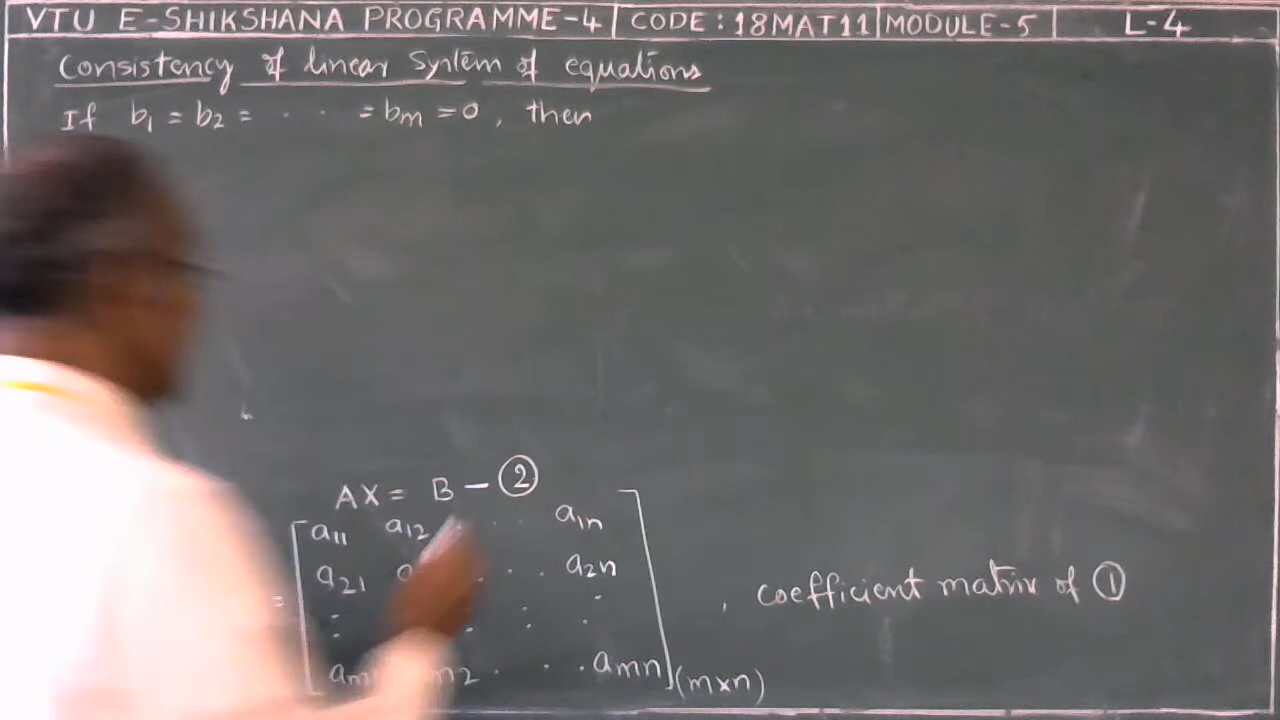 VTU E-SHIKSHANA PROGRAMME-4 | CODE : 18MAT11 | MODULE-5 | L-4
Consistency of linear System of equations
If b₁ = b₂ = . . = bm = 0 , then
AX = B — ②
a₁₁ a₁₂ . . . a₁n
a₂₁ . . . a₂n
= , coefficient matrix of ①
: . : .
am . . . amn (m×n)